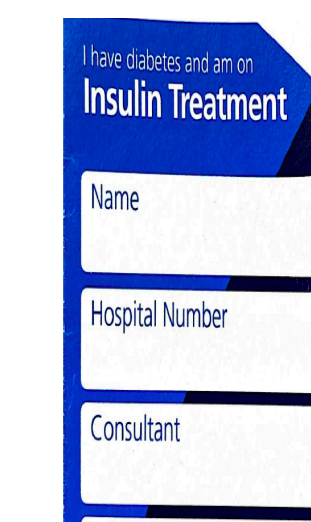 I have diabetes and am on
Insulin Treatment
Name
Hospital Number
Consultant